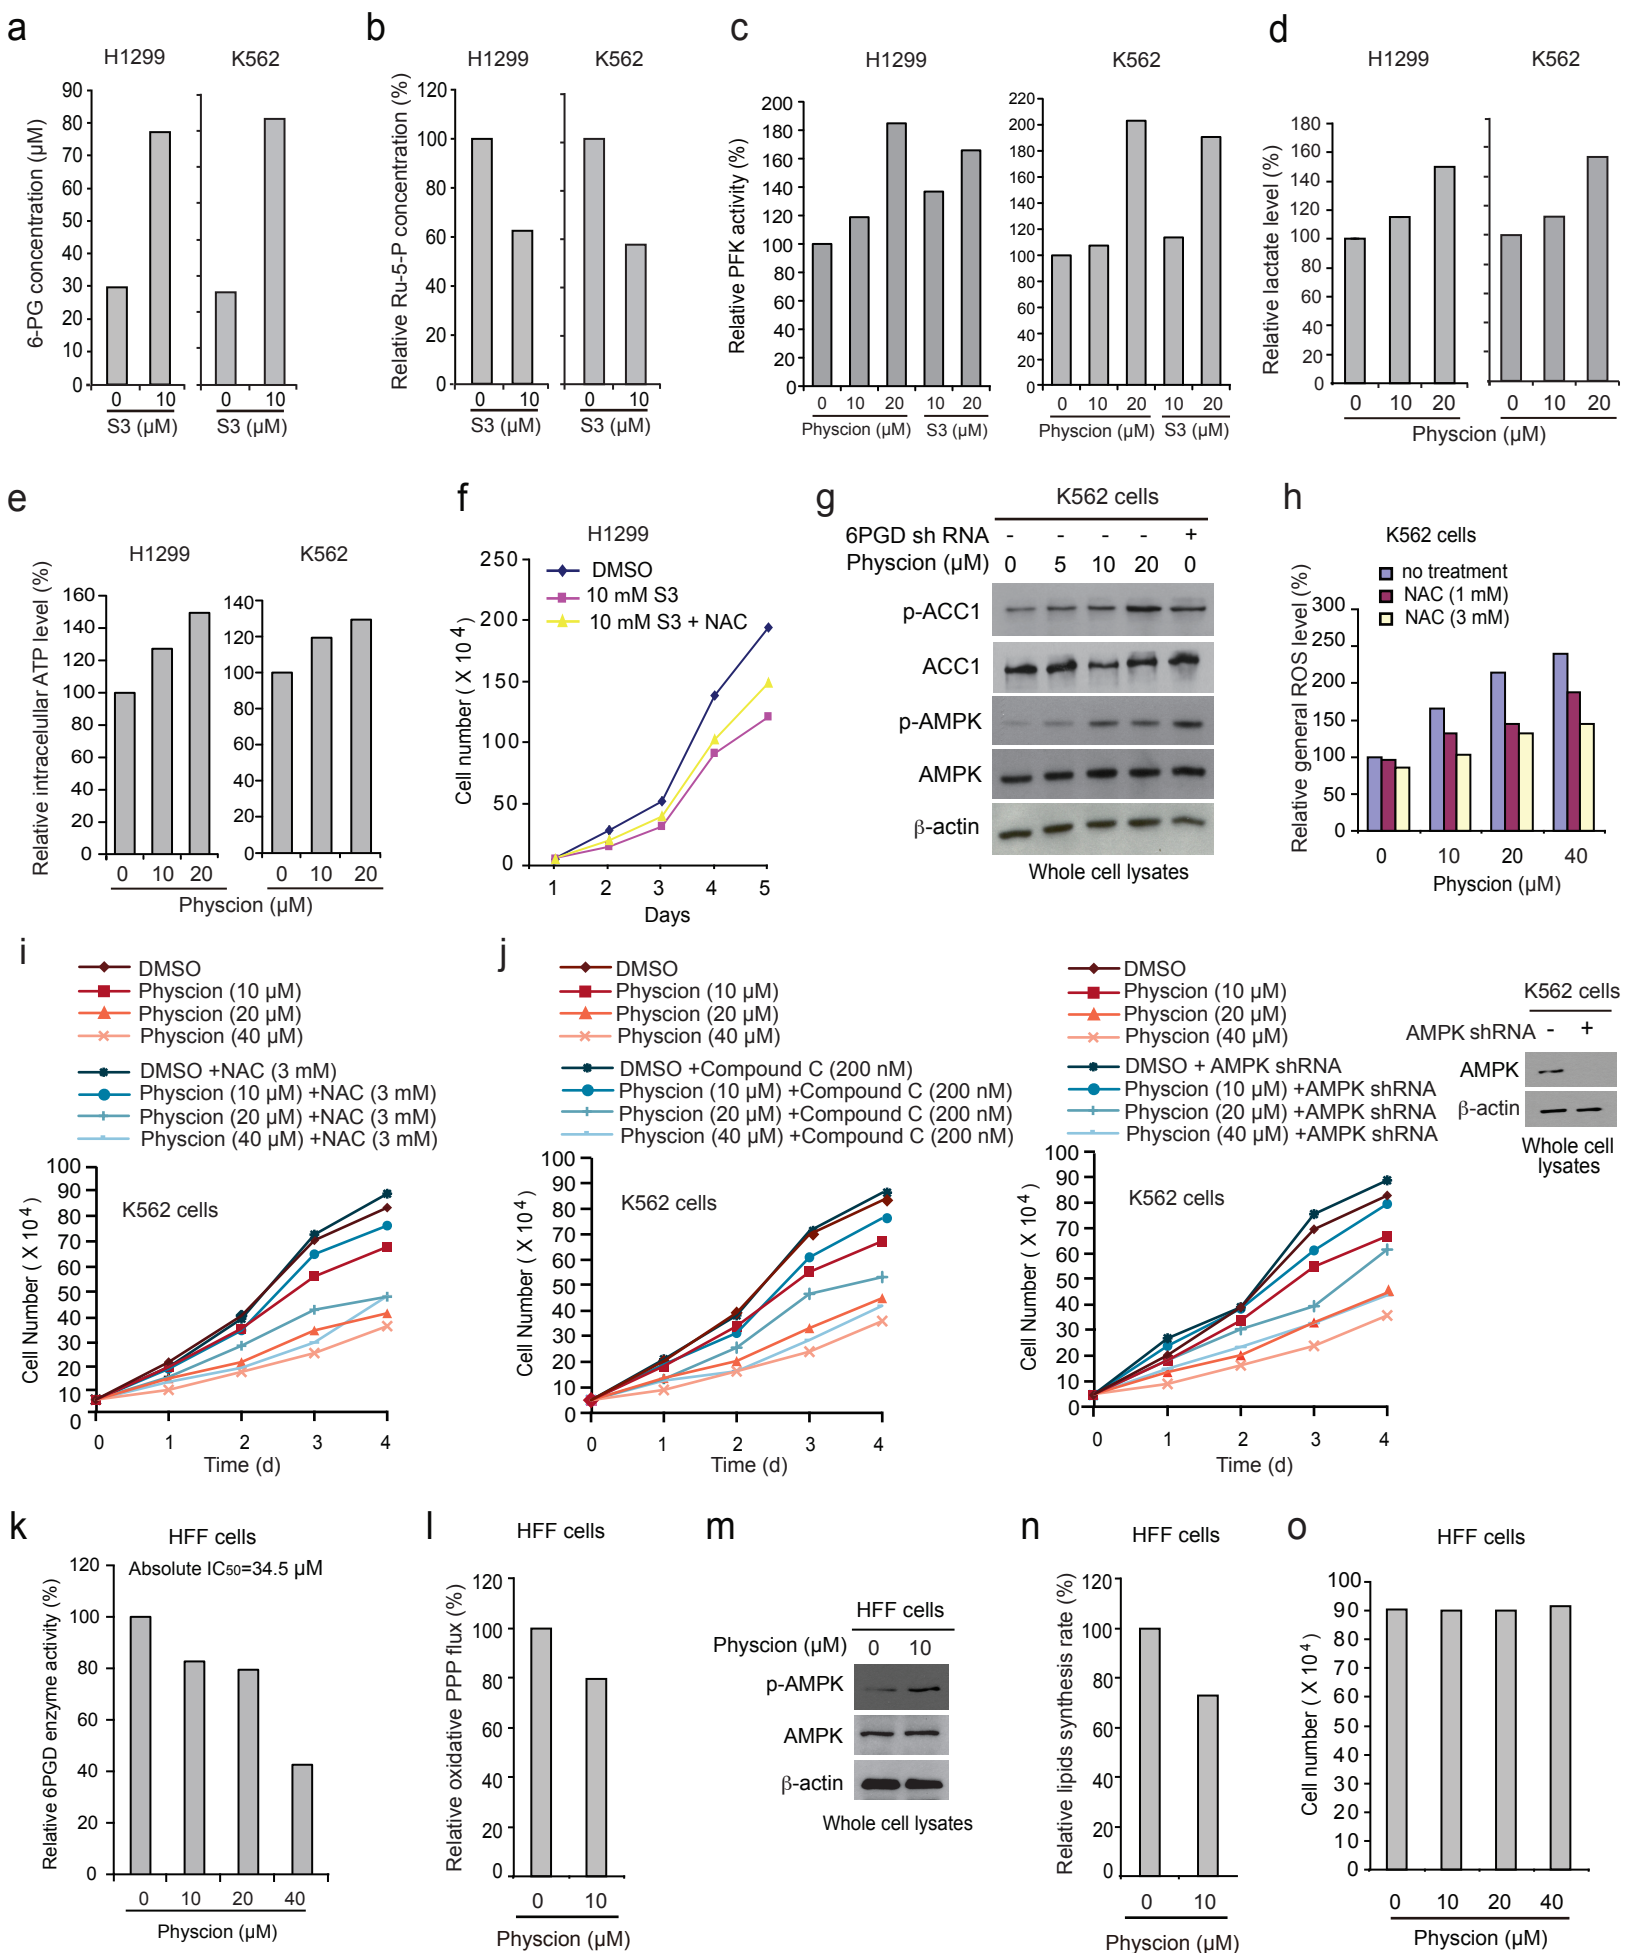 a
H1299
K562
6-PG concentration (µM)
90
80
70
60
50
40
30
20
10
0
0 10
0 10
S3 (µM)
S3 (µM)
b
H1299
K562
Relative Ru-5-P concentration (%)
120
100
80
60
40
20
0
0 10
0 10
S3 (µM)
S3 (µM)
c
H1299
K562
Relative PFK activity (%)
200
180
160
140
120
100
80
60
40
20
0
0 10 20 10 20
Physcion (µM) S3 (µM)
220
200
180
160
140
120
100
80
60
40
20
0
0 10 20 10 20
Physcion (µM) S3 (µM)
d
H1299
K562
Relative lactate level (%)
180
160
140
120
100
80
60
40
20
0
0 10 20
0 10 20
Physcion (µM)
e
H1299
K562
Relative intracelluar ATP level (%)
160
140
120
100
80
60
40
20
0
140
120
100
80
60
40
20
0
0 10 20
0 10 20
Physcion (µM)
f
H1299
DMSO
10 mM S3
10 mM S3 + NAC
Cell number ( X 10 4 )
250
200
150
100
50
0
1 2 3 4 5
Days
g
K562 cells
6PGD sh RNA - - - - +
Physcion (µM) 0 5 10 20 0
p-ACC1
ACC1
p-AMPK
AMPK
β-actin
Whole cell lysates
h
K562 cells
no treatment
NAC (1 mM)
NAC (3 mM)
Relative general ROS level (%)
300
250
200
150
100
50
0
0 10 20 40
Physcion (µM)
i
DMSO
Physcion (10 µM)
Physcion (20 µM)
Physcion (40 µM)
DMSO +NAC (3 mM)
Physcion (10 µM) +NAC (3 mM)
Physcion (20 µM) +NAC (3 mM)
Physcion (40 µM) +NAC (3 mM)
K562 cells
Cell Number ( X 10 4 )
100
90
80
70
60
50
40
30
20
10
0
0 1 2 3 4
Time (d)
j
DMSO
Physcion (10 µM)
Physcion (20 µM)
Physcion (40 µM)
DMSO +Compound C (200 nM)
Physcion (10 µM) +Compound C (200 nM)
Physcion (20 µM) +Compound C (200 nM)
Physcion (40 µM) +Compound C (200 nM)
K562 cells
Cell Number ( X 10 4 )
100
90
80
70
60
50
40
30
20
10
0
0 1 2 3 4
Time (d)
DMSO
Physcion (10 µM)
Physcion (20 µM)
Physcion (40 µM)
DMSO + AMPK shRNA
Physcion (10 µM) +AMPK shRNA
Physcion (20 µM) +AMPK shRNA
Physcion (40 µM) +AMPK shRNA
K562 cells
Cell Number ( X 10 4 )
100
90
80
70
60
50
40
30
20
10
0
0 1 2 3 4
Time (d)
K562 cells
AMPK shRNA - +
AMPK
β-actin
Whole cell
lysates
k
HFF cells
Absolute IC50=34.5 µM
Relative 6PGD enzyme activity (%)
120
100
80
60
40
20
0
0 10 20 40
Physcion (µM)
l
HFF cells
Relative oxidative PPP flux (%)
120
100
80
60
40
20
0
0 10
Physcion (µM)
m
HFF cells
Physcion (µM) 0 10
p-AMPK
AMPK
β-actin
Whole cell lysates
n
HFF cells
Relative lipids synthesis rate (%)
120
100
80
60
40
20
0
0 10
Physcion (µM)
o
HFF cells
Cell number ( X 10 4 )
100
90
80
70
60
50
40
30
20
10
0
0 10 20 40
Physcion (µM)